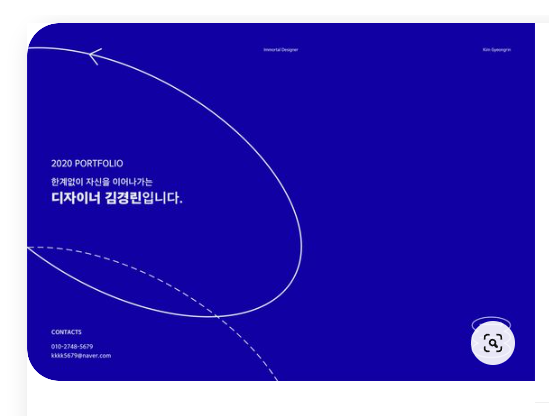 Immortal Designer
Kim Gyeongrin
2020 PORTFOLIO
한계없이 자신을 이어나가는
디자이너 김경린입니다.
CONTACTS
010-2748-5679
kkkk5679@naver.com